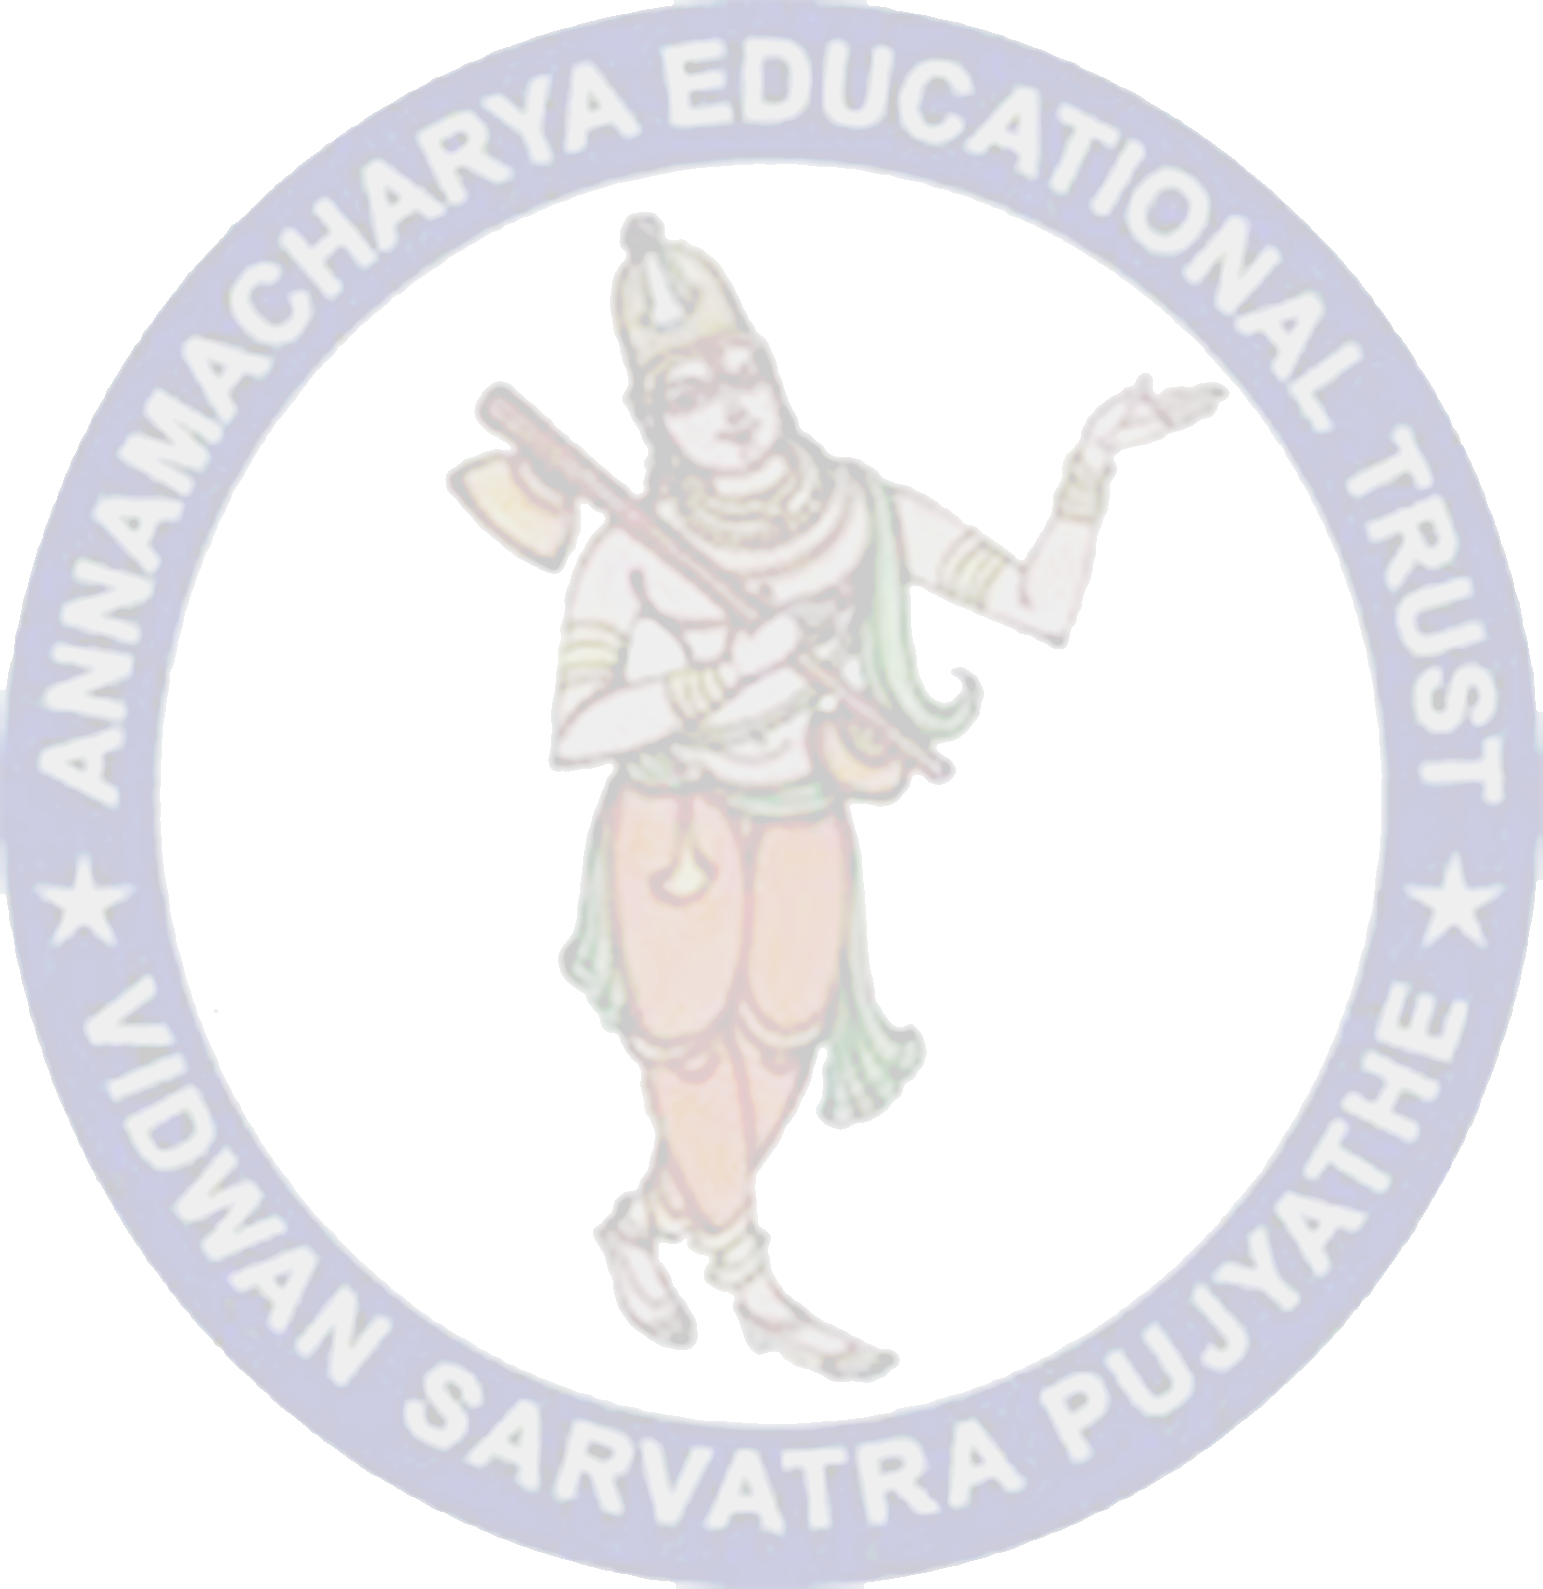 ANNAMACHARYA EDUCATIONAL TRUST
VIDWAN SARVATRA PUJYATHE